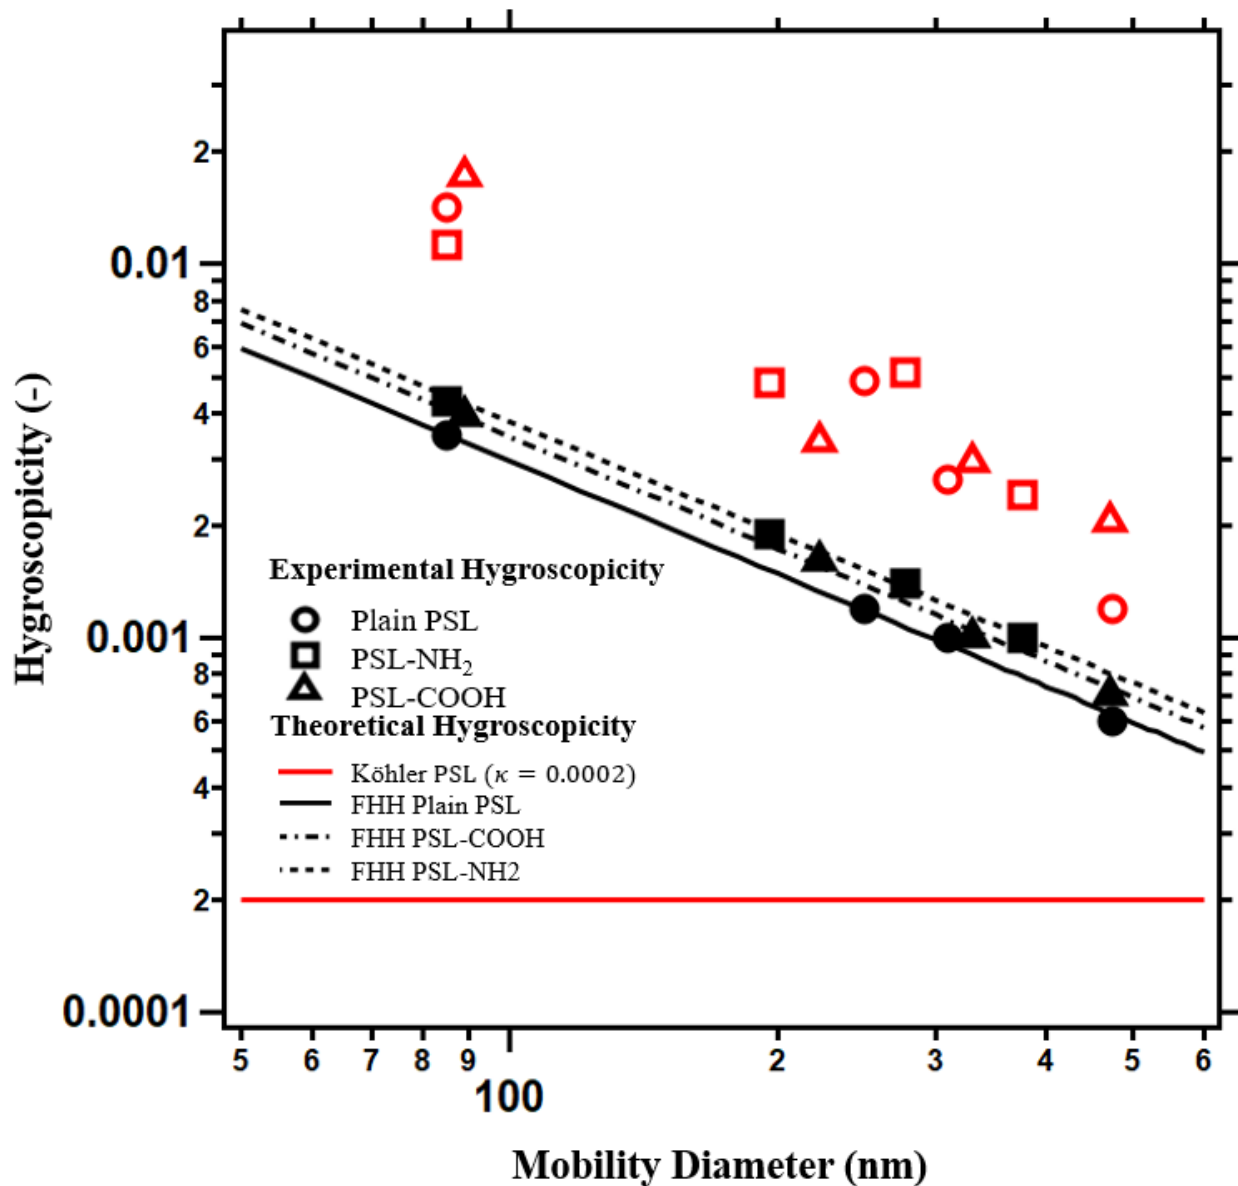 2
0.01
8
6
4
2
0.001
8
6
4
2
0.0001
Hygroscopicity (-)
Experimental Hygroscopicity
Plain PSL
PSL-NH₂
PSL-COOH
Theoretical Hygroscopicity
Köhler PSL (κ = 0.0002)
FHH Plain PSL
FHH PSL-COOH
FHH PSL-NH2
5 6 7 8 9 2 3 4 5 6
100
Mobility Diameter (nm)